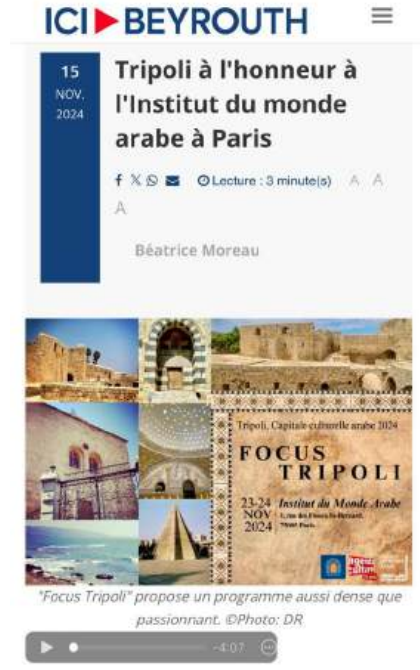 ICI BEYROUTH
15
NOV.
2024
Tripoli à l'honneur à
l'Institut du monde
arabe à Paris
Lecture : 3 minute(s) A A
A
Béatrice Moreau
Tripoli, Capitale culturelle arabe 2024
FOCUS
TRIPOLI
23-24
NOV
2024
Institut du Monde Arabe
75005 Paris.
"Focus Tripoli" propose un programme aussi dense que
passionnant. ©Photo: DR
-4:07